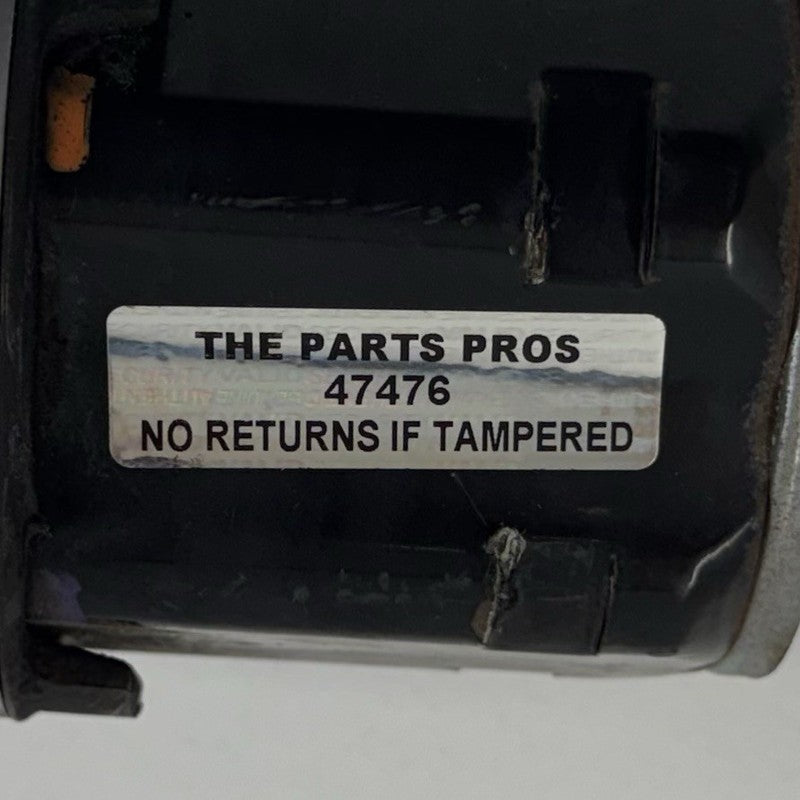 THE PARTS PROS
47476
NO RETURNS IF TAMPERED